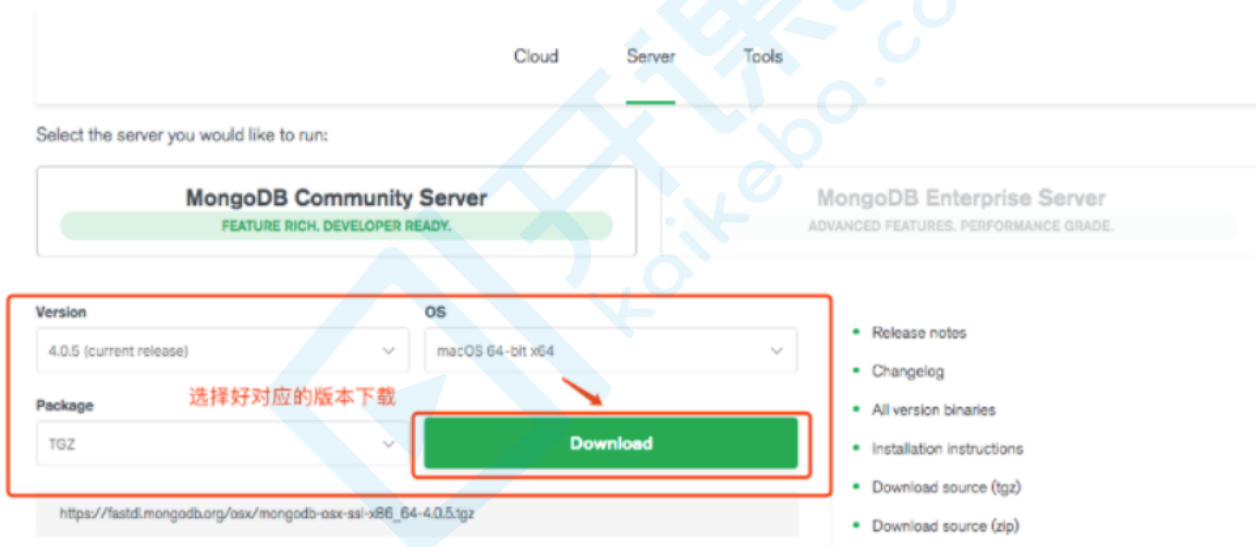 Cloud Server Tools
Select the server you would like to run:
MongoDB Community Server
FEATURE RICH. DEVELOPER READY.
MongoDB Enterprise Server
ADVANCED FEATURES. PERFORMANCE GRADE.
Version
4.0.5 (current release)
OS
macOS 64-bit x64
选择好对应的版本下载
Package
TGZ
Download
https://fastdl.mongodb.org/osx/mongodb-osx-ssl-x86_64-4.0.5.tgz
Release notes
Changelog
All version binaries
Installation instructions
Download source (tgz)
Download source (zip)
开课
kaikeba.co